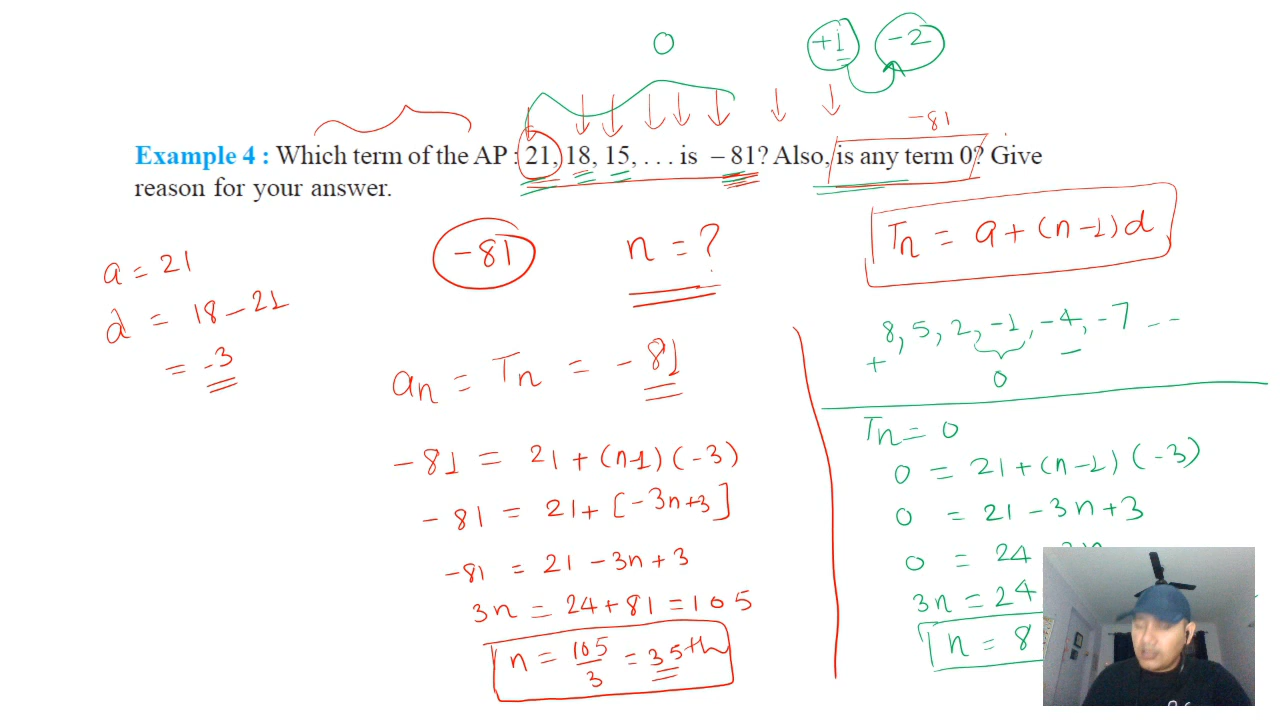 0
+1 -2
-81
Example 4 : Which term of the AP : 21, 18, 15, . . . is – 81? Also, is any term 0? Give
reason for your answer.
a = 21
d = 18 - 21
= -3
-81
n = ?
Tn = a + (n-1)d
an = Tn = -81
-81 = 21 + (n-1)(-3)
-81 = 21 + [-3n+3]
-81 = 21 - 3n + 3
3n = 24 + 81 = 105
n = 105/3 = 35th
8, 5, 2, -1, -4, -7 ---
+
0
Tn = 0
0 = 21 + (n-1)(-3)
0 = 21 - 3n + 3
0 = 24
3n = 24
n = 8